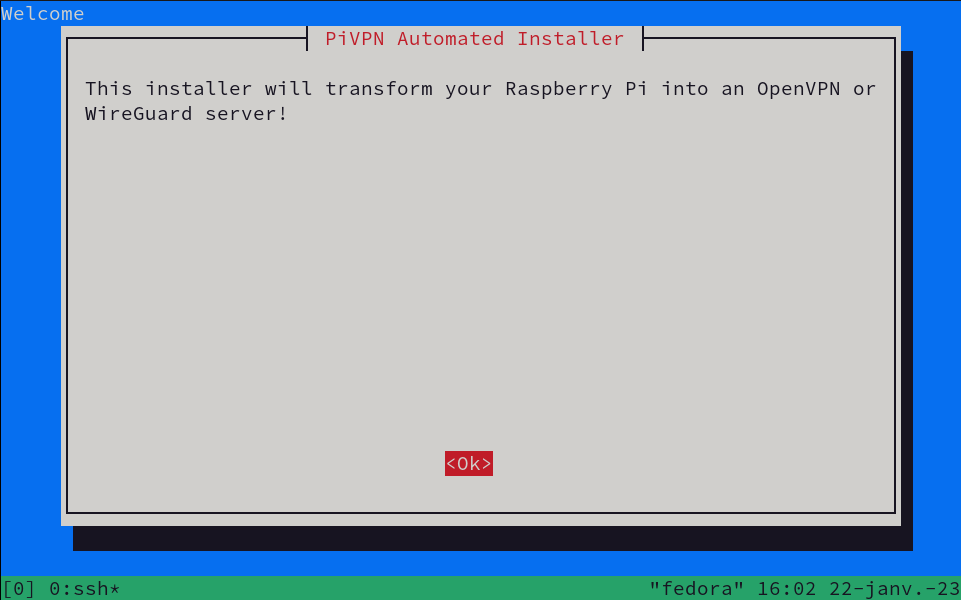 Welcome
PiVPN Automated Installer
This installer will transform your Raspberry Pi into an OpenVPN or
WireGuard server!
<Ok>
[0] 0:ssh* "fedora" 16:02 22-janv.-23